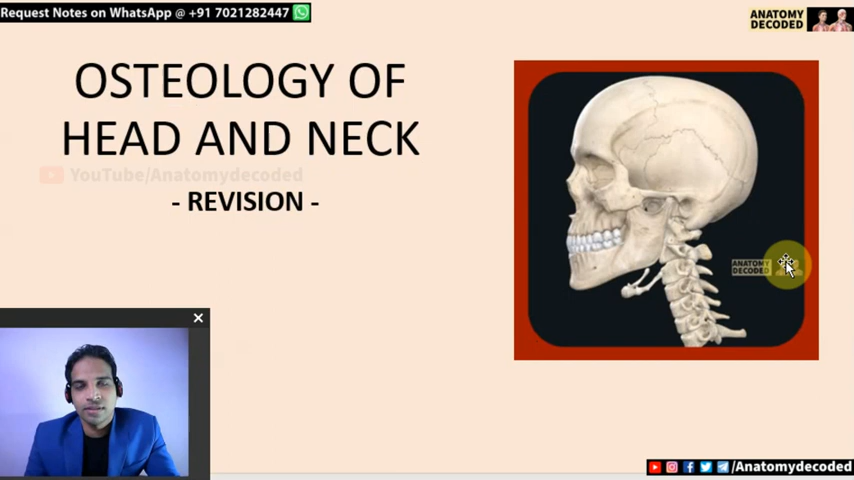 Request Notes on WhatsApp @ +91 7021282447
ANATOMY
DECODED
OSTEOLOGY OF
HEAD AND NECK
YouTube/Anatomydecoded
- REVISION -
ANATOMY
DECODED
/Anatomydecoded